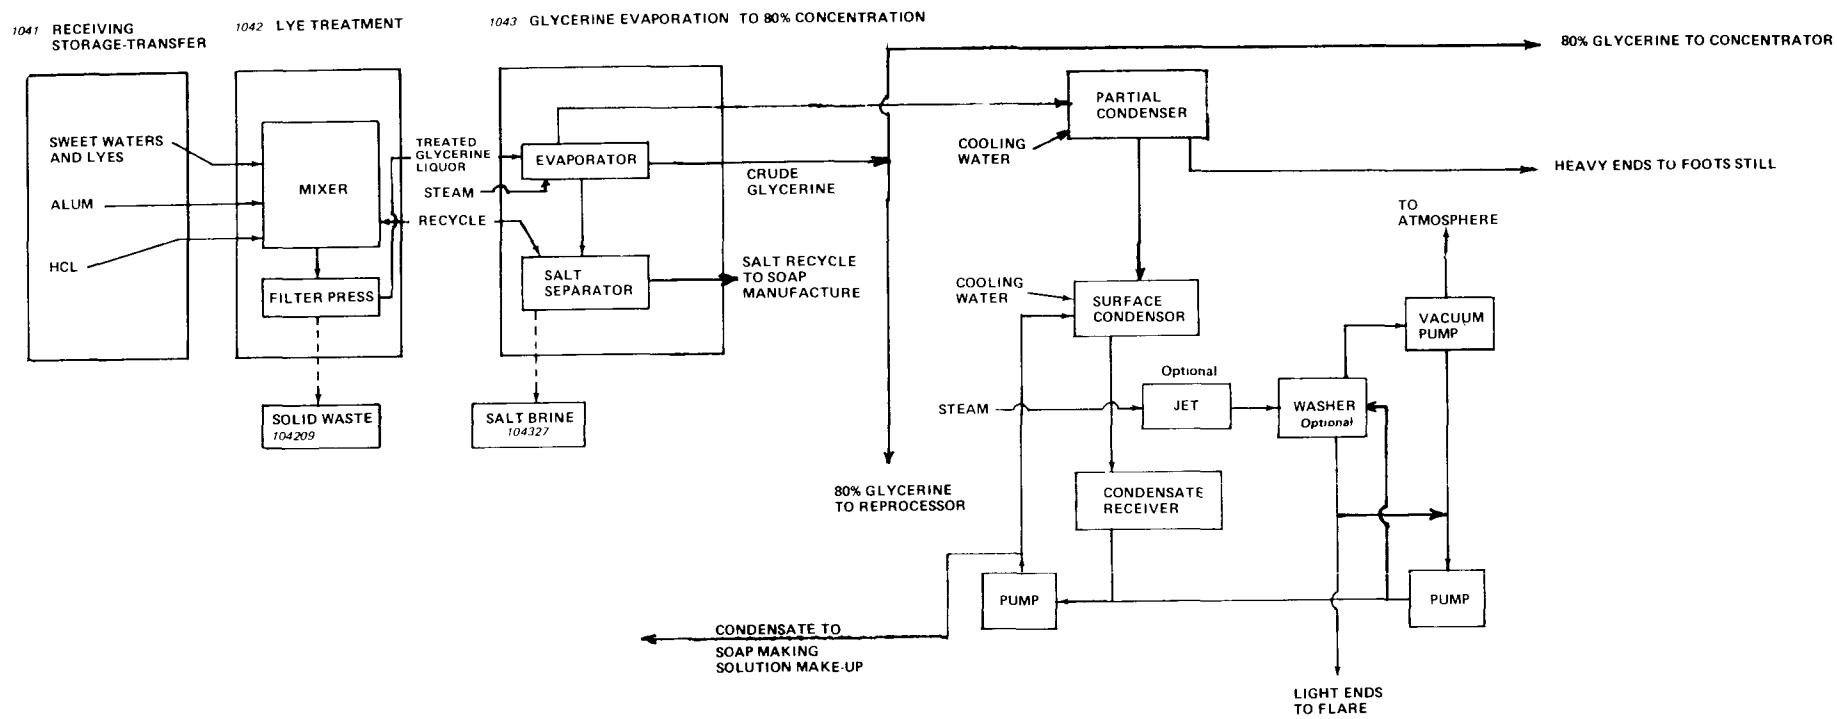 1041 RECEIVING
STORAGE-TRANSFER
1042 LYE TREATMENT
1043 GLYCERINE EVAPORATION TO 80% CONCENTRATION
80% GLYCERINE TO CONCENTRATOR
SWEET WATERS
AND LYES
ALUM
HCL
MIXER
FILTER PRESS
SOLID WASTE
104209
TREATED
GLYCERINE
LIQUOR
STEAM
RECYCLE
EVAPORATOR
SALT
SEPARATOR
SALT BRINE
104327
CRUDE
GLYCERINE
SALT RECYCLE
TO SOAP
MANUFACTURE
80% GLYCERINE
TO REPROCESSOR
PARTIAL
CONDENSER
COOLING
WATER
HEAVY ENDS TO FOOTS STILL
COOLING
WATER
SURFACE
CONDENSOR
TO
ATMOSPHERE
VACUUM
PUMP
Optional
STEAM
JET
WASHER
Optional
CONDENSATE
RECEIVER
PUMP
PUMP
CONDENSATE TO
SOAP MAKING
SOLUTION MAKE-UP
LIGHT ENDS
TO FLARE